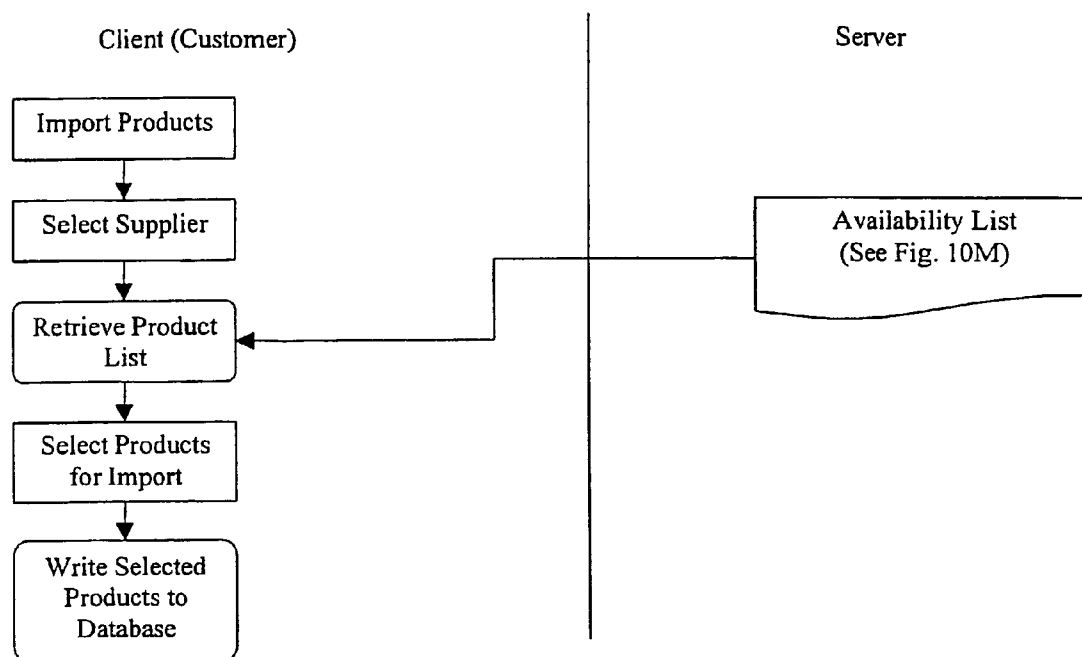 Client (Customer)
Server
Import Products
Select Supplier
Availability List
(See Fig. 10M)
Retrieve Product
List
Select Products
for Import
Write Selected
Products to
Database